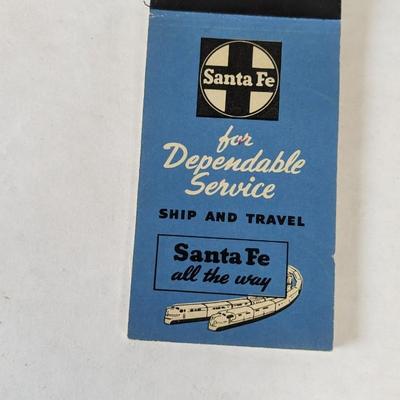 Santa Fe
for
Dependable
Service
SHIP AND TRAVEL
Santa Fe
all the way